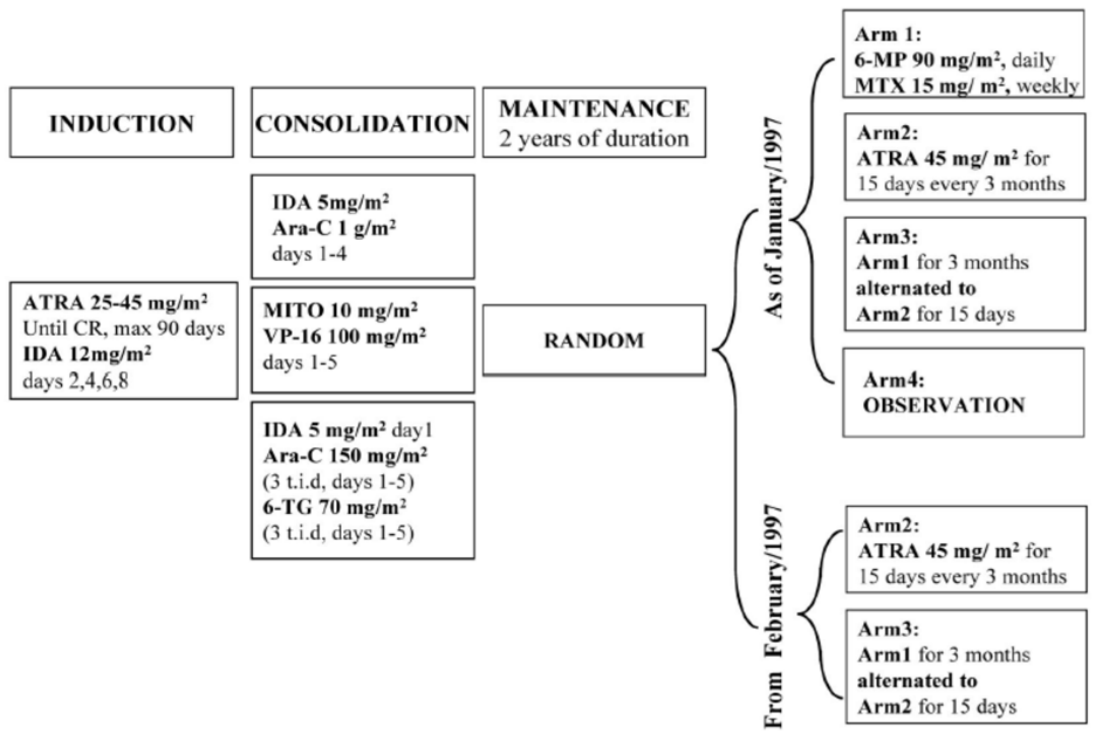 INDUCTION
CONSOLIDATION
MAINTENANCE
2 years of duration
ATRA 25-45 mg/m²
Until CR, max 90 days
IDA 12mg/m²
days 2,4,6,8
IDA 5mg/m²
Ara-C 1 g/m²
days 1-4
MITO 10 mg/m²
VP-16 100 mg/m²
days 1-5
IDA 5 mg/m² day1
Ara-C 150 mg/m²
(3 t.i.d, days 1-5)
6-TG 70 mg/m²
(3 t.i.d, days 1-5)
RANDOM
As of January/1997
Arm 1:
6-MP 90 mg/m², daily
MTX 15 mg/ m², weekly
Arm2:
ATRA 45 mg/ m² for
15 days every 3 months
Arm3:
Arm1 for 3 months
alternated to
Arm2 for 15 days
Arm4:
OBSERVATION
From February/1997
Arm2:
ATRA 45 mg/ m² for
15 days every 3 months
Arm3:
Arm1 for 3 months
alternated to
Arm2 for 15 days